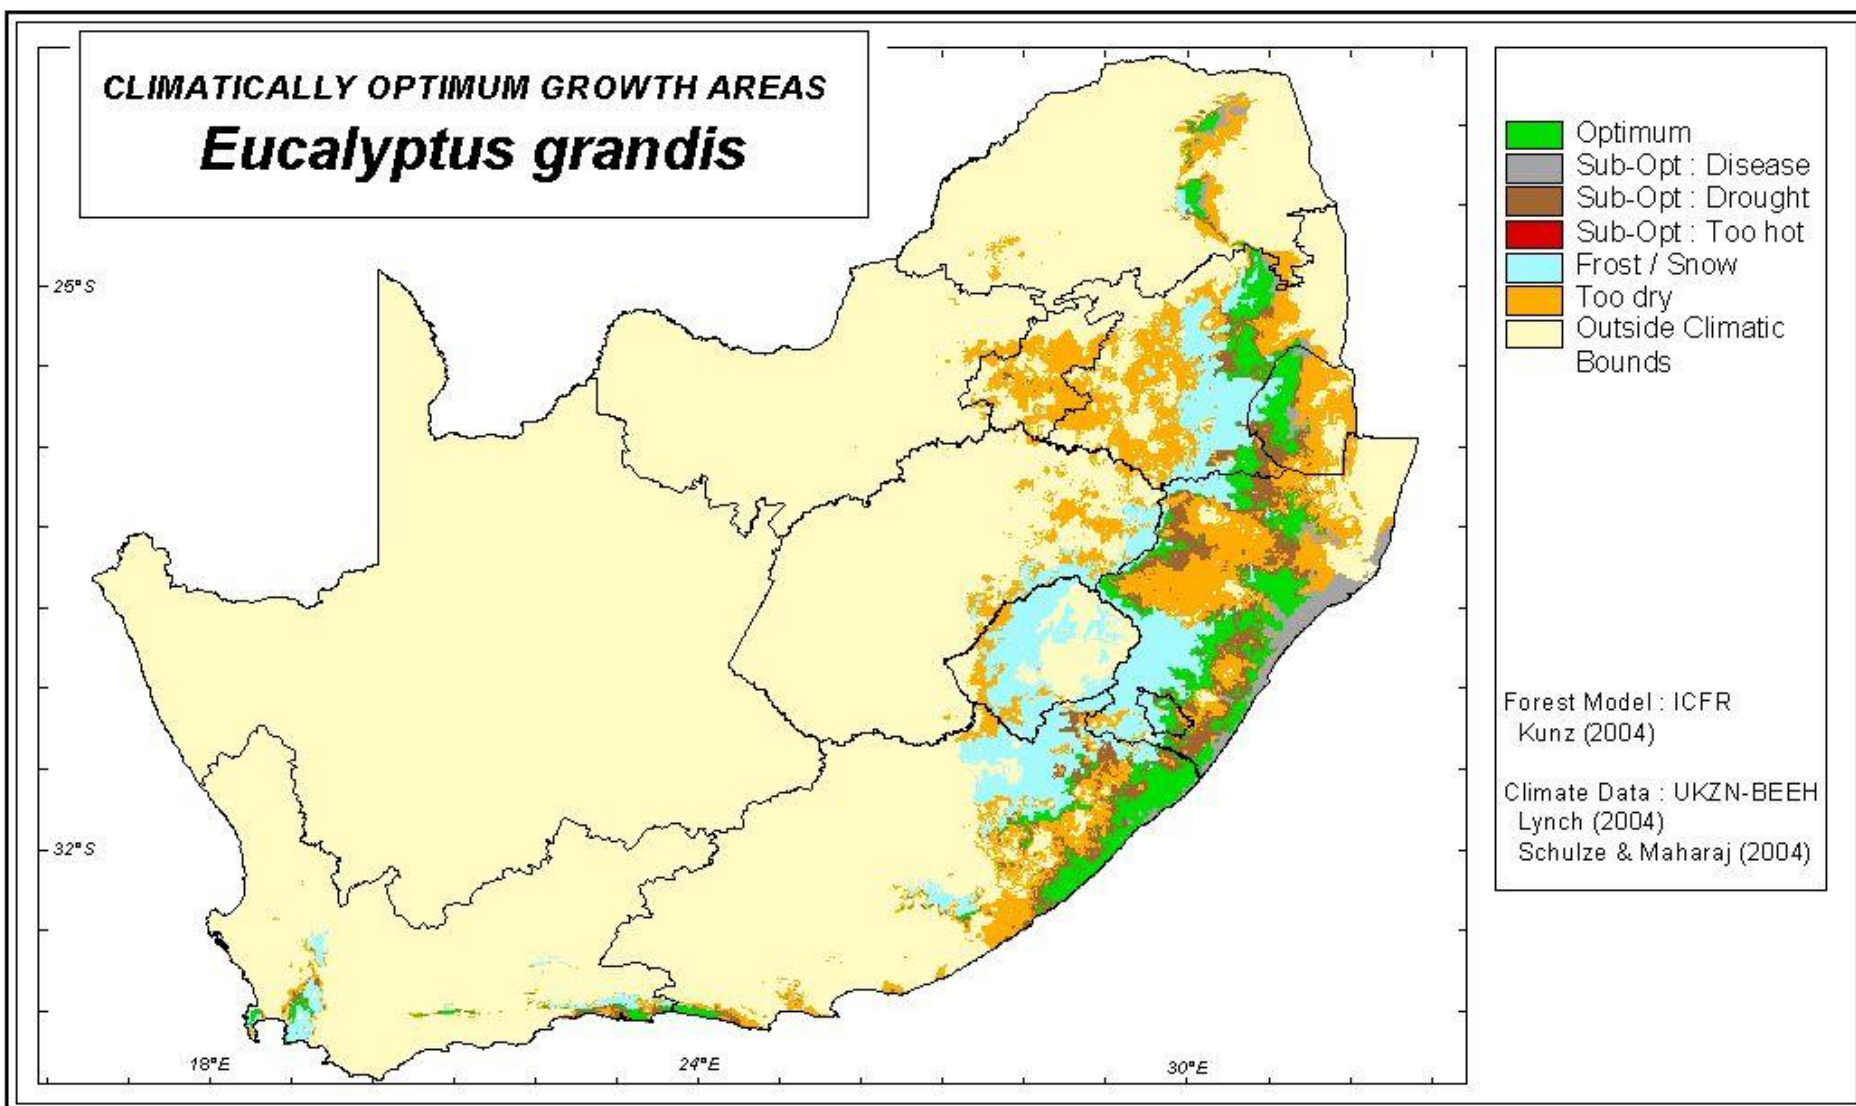 CLIMATICALLY OPTIMUM GROWTH AREAS
Eucalyptus grandis
Optimum
Sub-Opt : Disease
Sub-Opt : Drought
Sub-Opt : Too hot
Frost / Snow
Too dry
Outside Climatic
Bounds
Forest Model : ICFR
Kunz (2004)
Climate Data : UKZN-BEEH
Lynch (2004)
Schulze & Maharaj (2004)
25°S
32°S
18°E
24°E
30°E